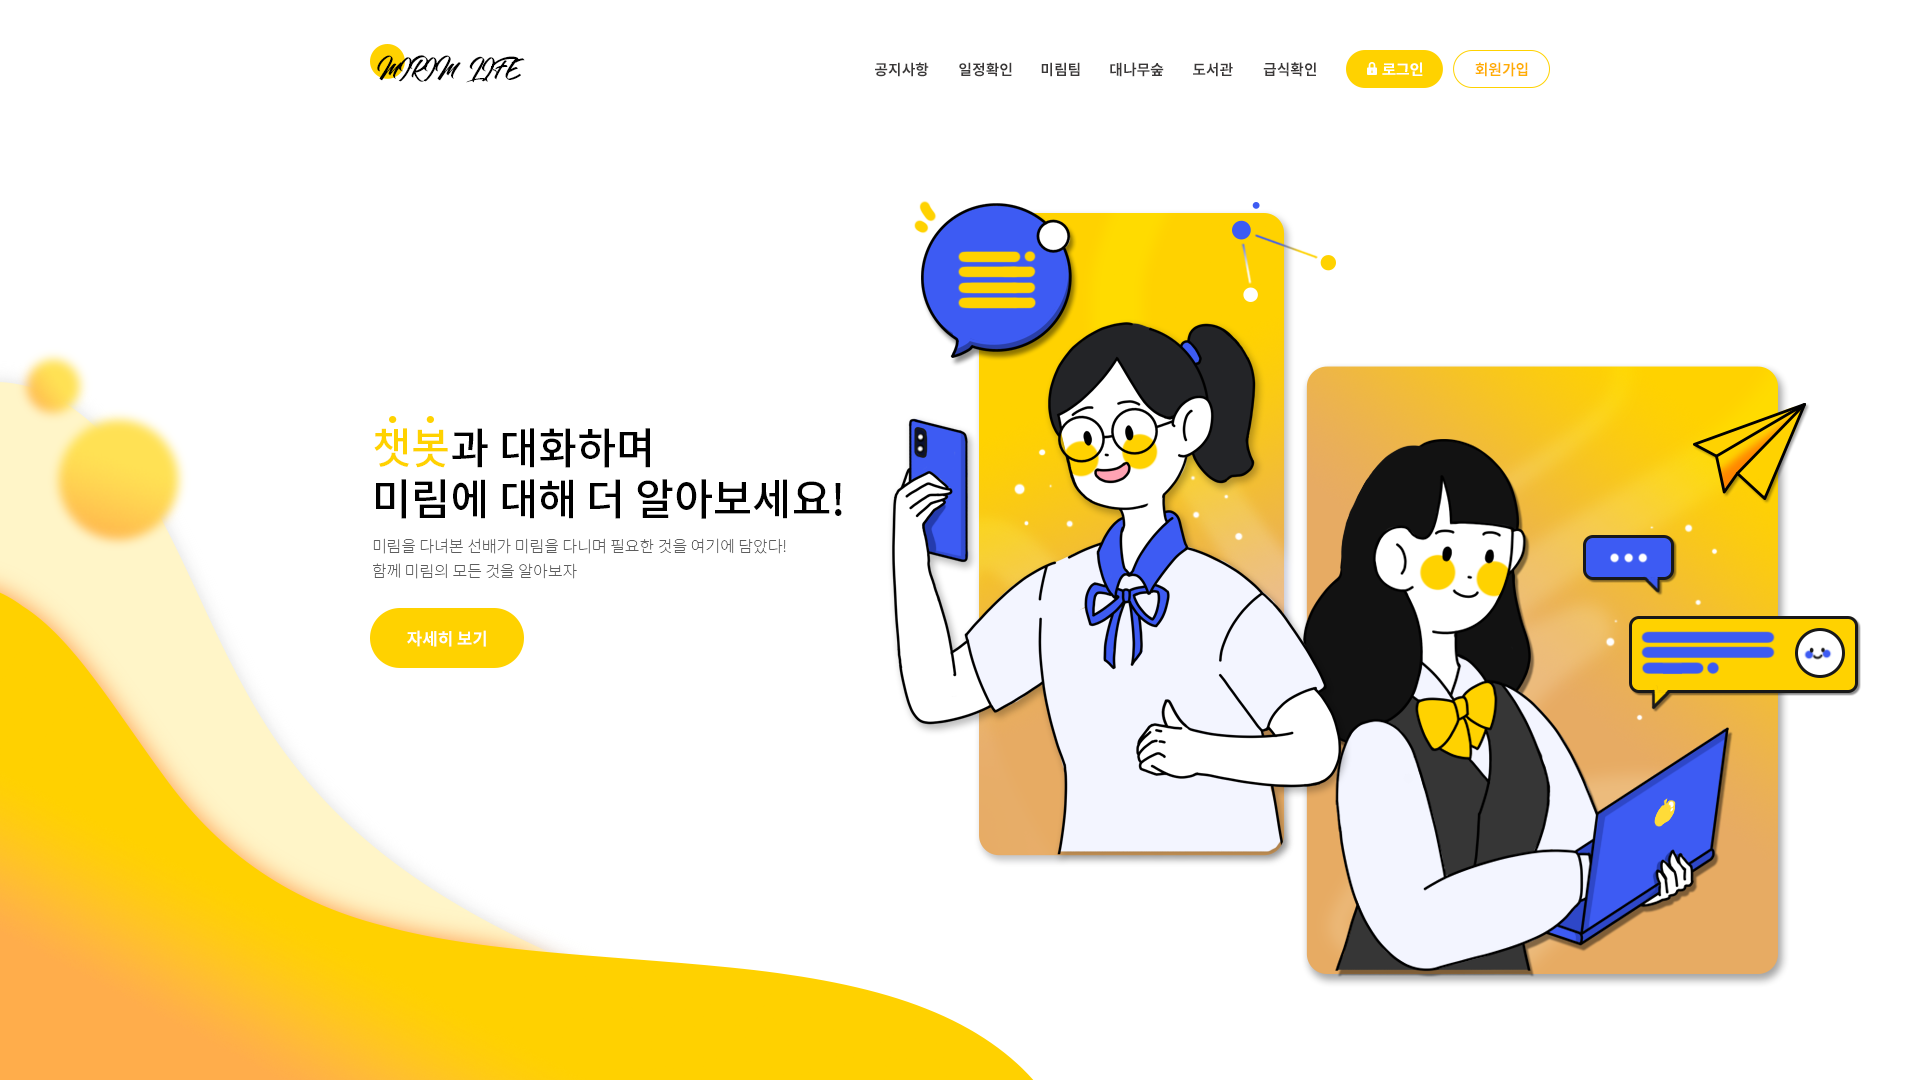 MIRIM LIFE
공지사항 일정확인 미림팀 대나무숲 도서관 급식확인 로그인 회원가입
챗봇과 대화하며
미림에 대해 더 알아보세요!
미림을 다녀본 선배가 미림을 다니며 필요한 것을 여기에 담았다!
함께 미림의 모든 것을 알아보자
자세히 보기